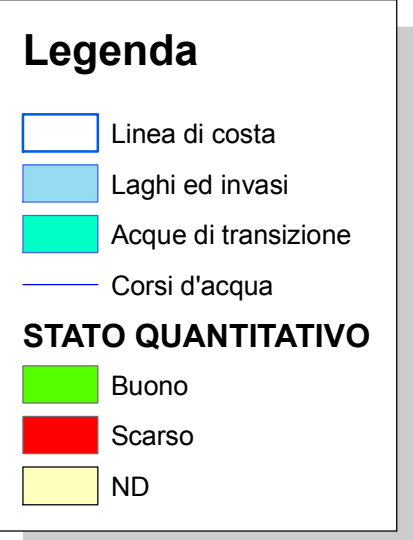 Legenda
Linea di costa
Laghi ed invasi
Acque di transizione
Corsi d'acqua
STATO QUANTITATIVO
Buono
Scarso
ND